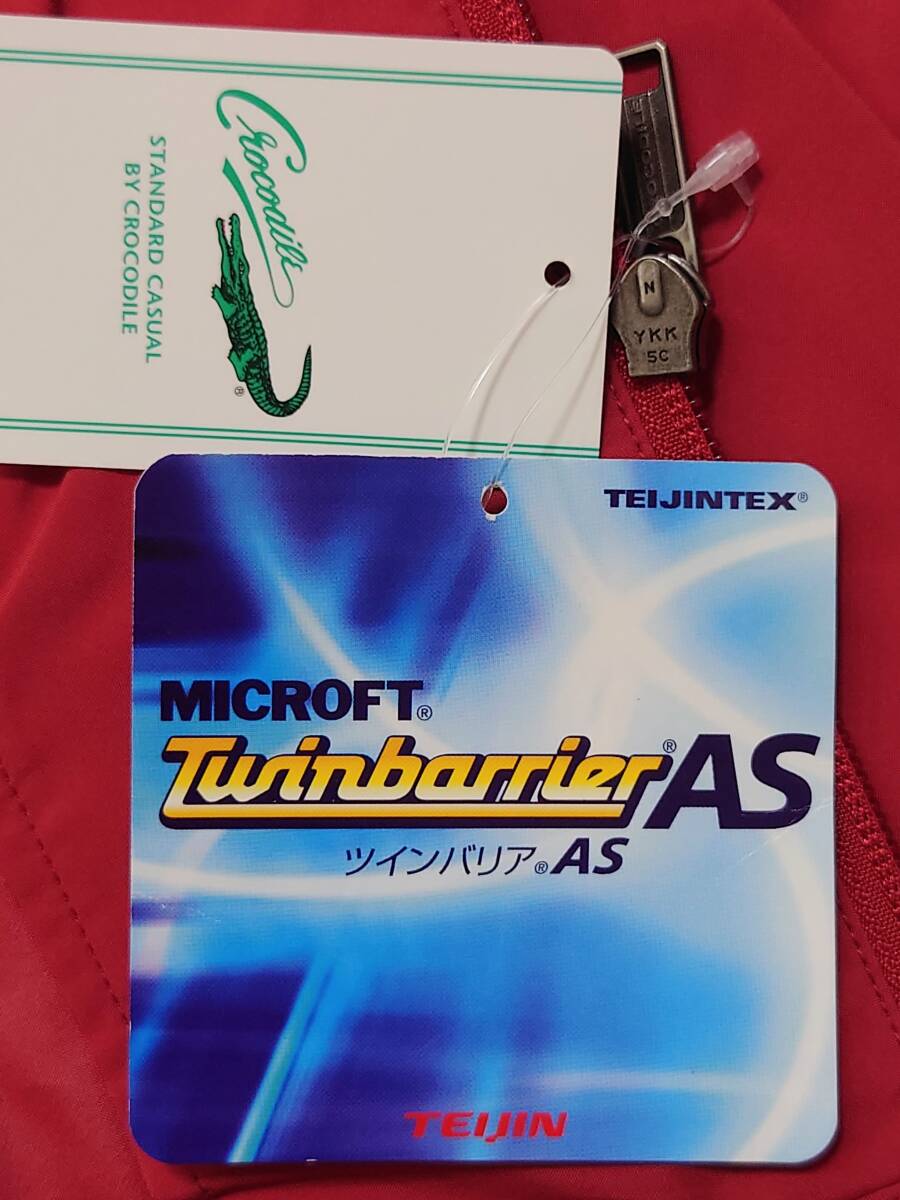 Crocodile
®
STANDARD CASUAL
BY CROCODILE
CROCODILE
N
YKK
5C
TEIJINTEX®
MICROFT®
Twinbarrier®AS
ツインバリア®AS
TEIJIN